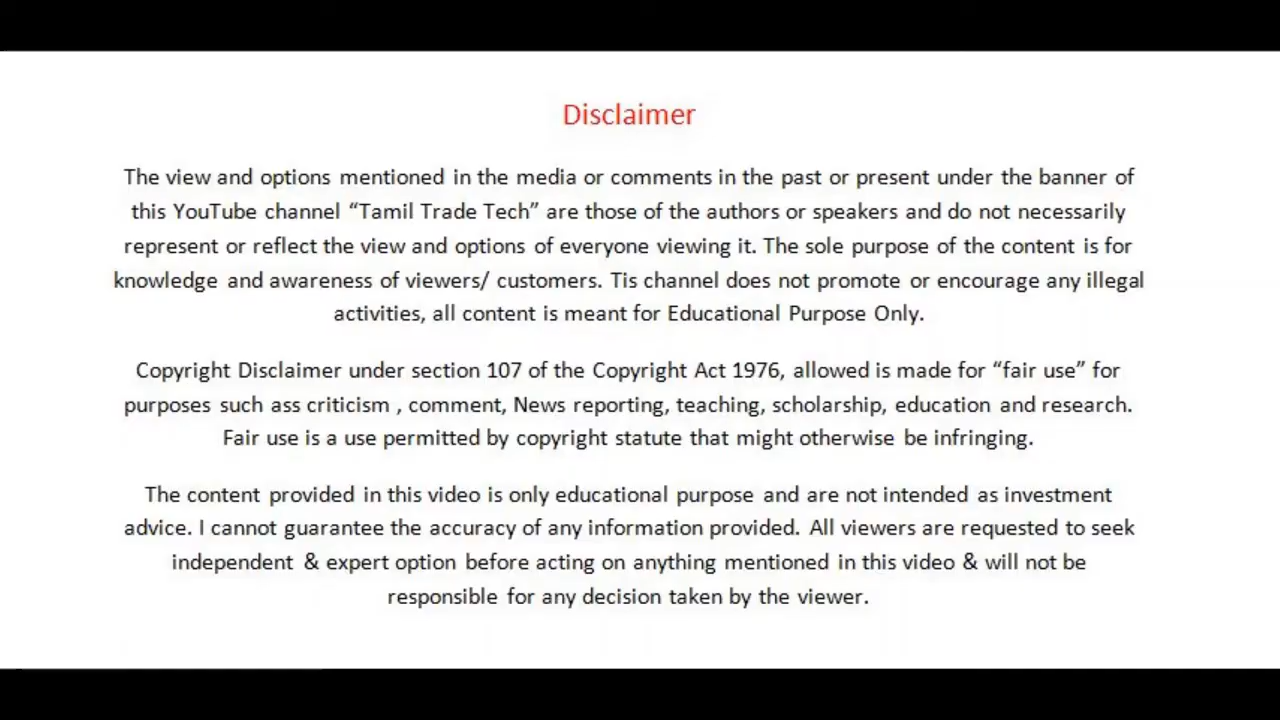 Disclaimer
The view and options mentioned in the media or comments in the past or present under the banner of
this YouTube channel “Tamil Trade Tech” are those of the authors or speakers and do not necessarily
represent or reflect the view and options of everyone viewing it. The sole purpose of the content is for
knowledge and awareness of viewers/ customers. Tis channel does not promote or encourage any illegal
activities, all content is meant for Educational Purpose Only.
Copyright Disclaimer under section 107 of the Copyright Act 1976, allowed is made for “fair use” for
purposes such ass criticism , comment, News reporting, teaching, scholarship, education and research.
Fair use is a use permitted by copyright statute that might otherwise be infringing.
The content provided in this video is only educational purpose and are not intended as investment
advice. I cannot guarantee the accuracy of any information provided. All viewers are requested to seek
independent & expert option before acting on anything mentioned in this video & will not be
responsible for any decision taken by the viewer.